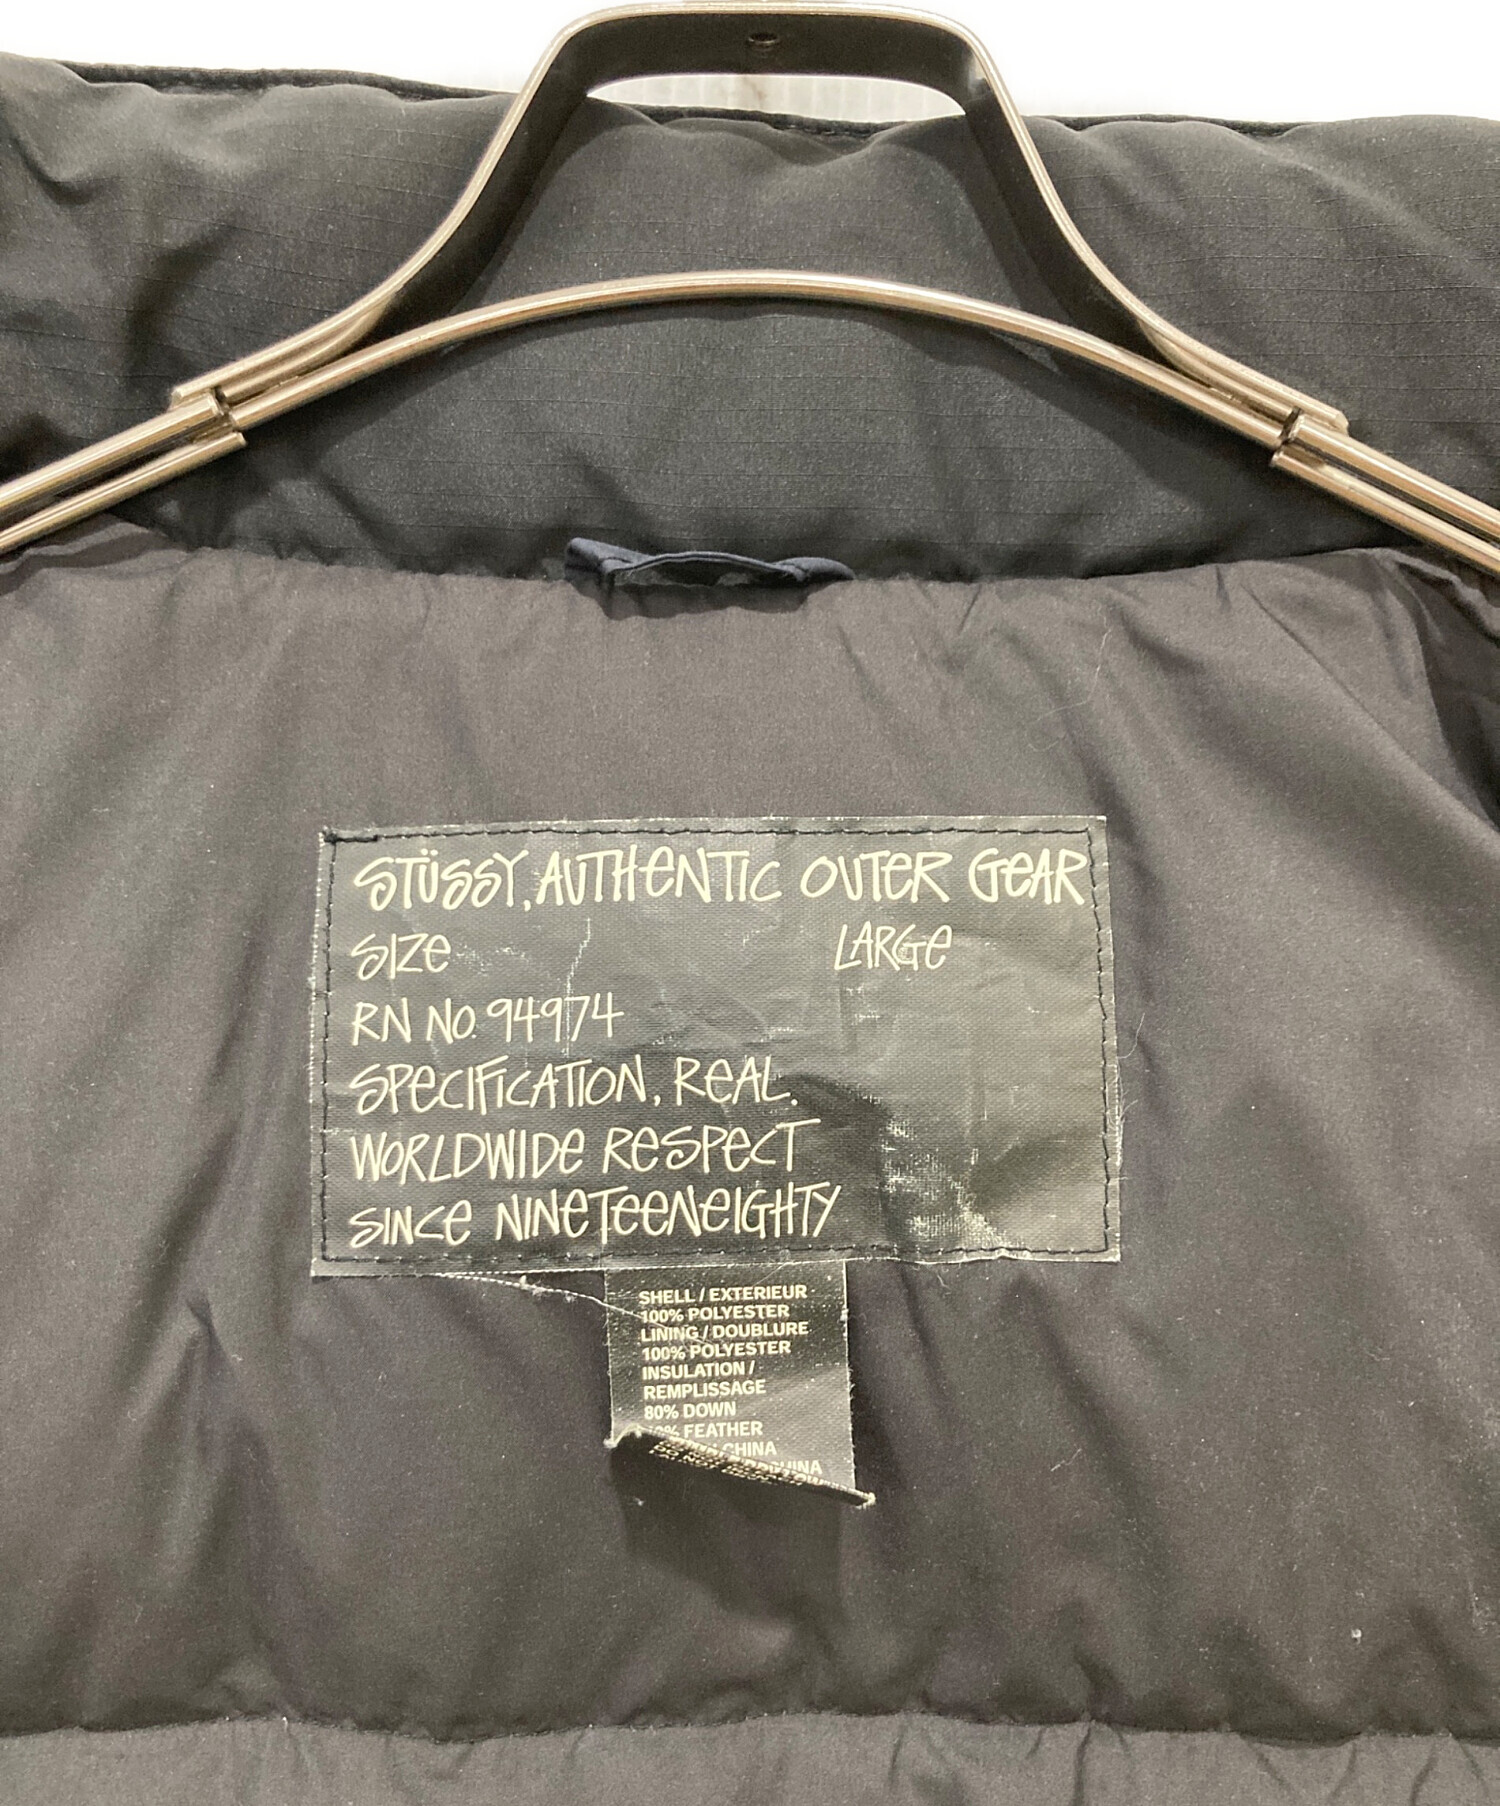 STÜSSY, AUTHENTIC OUTER GEAR
SIZE LARGE
RN NO. 94974
SPECIFICATION, REAL.
WORLDWIDE RESPECT
SINCE NINETEENEIGHTY
SHELL / EXTERIEUR
100% POLYESTER
LINING / DOUBLURE
100% POLYESTER
INSULATION /
REMPLISSAGE
80% DOWN
FEATHER
CHINA